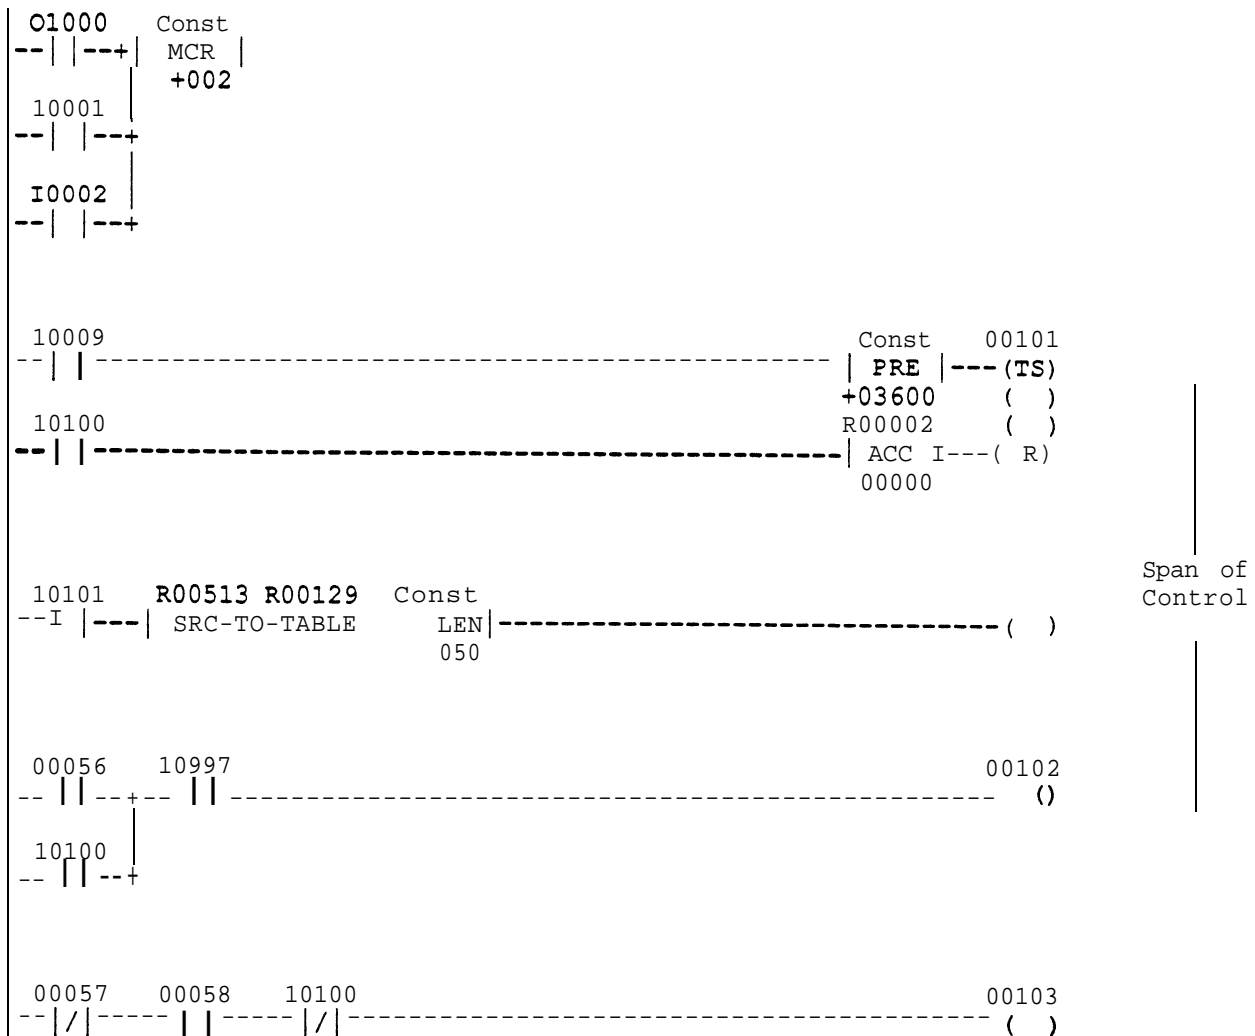 O1000 Const
--| |--+| MCR |
+002
10001
--| |--+
I0002
--| |--+
10009 Const 00101
--| |------------------------------------------------| PRE |---(TS)
+03600 ( )
10100 R00002 ( )
--| |------------------------------------------------| ACC I---( R)
00000
Span of
Control
10101 R00513 R00129 Const
--I |---| SRC-TO-TABLE LEN|---------------------------------( )
050
00056 10997 00102
-- || --+-- || -------------------------------------------------- ()
10100
-- || --+
00057 00058 10100 00103
--|/|----- || -----|/|------------------------------------------ ( )